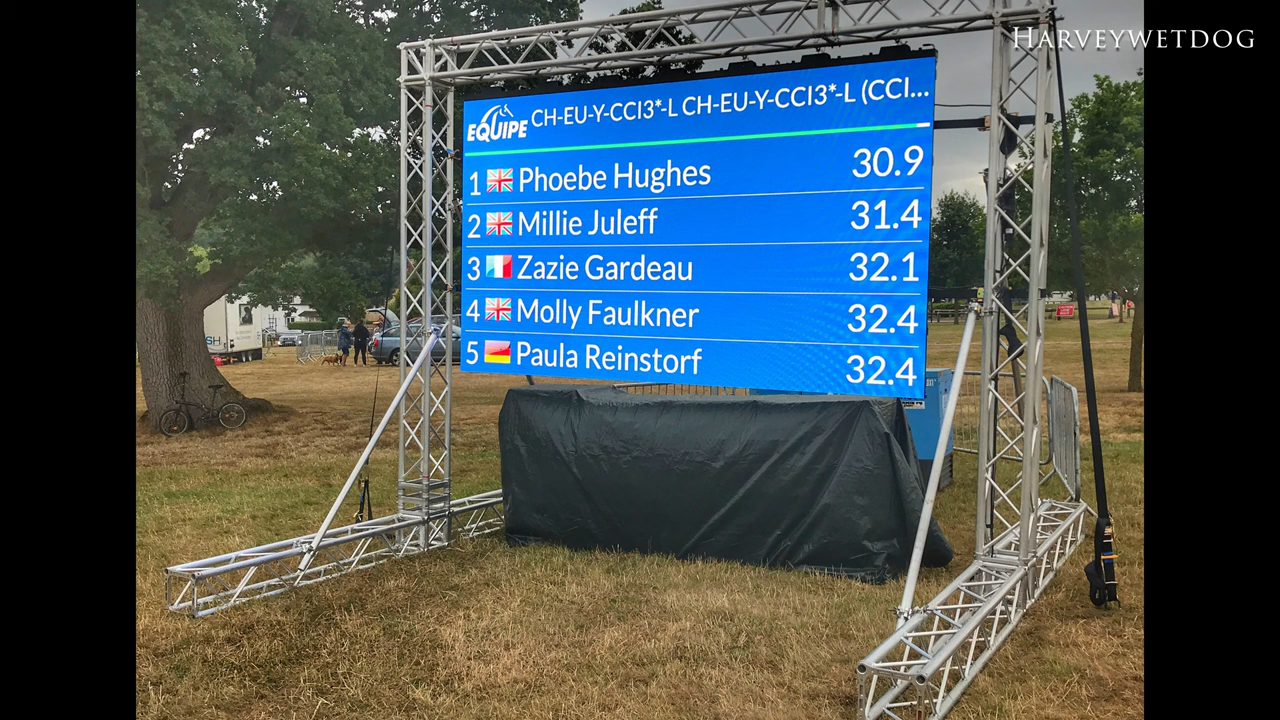 HARVEYWETDOG
EQUIPE CH-EU-Y-CCI3*-L CH-EU-Y-CCI3*-L (CCI...
1 Phoebe Hughes 30.9
2 Millie Juleff 31.4
3 Zazie Gardeau 32.1
4 Molly Faulkner 32.4
5 Paula Reinstorf 32.4
SH